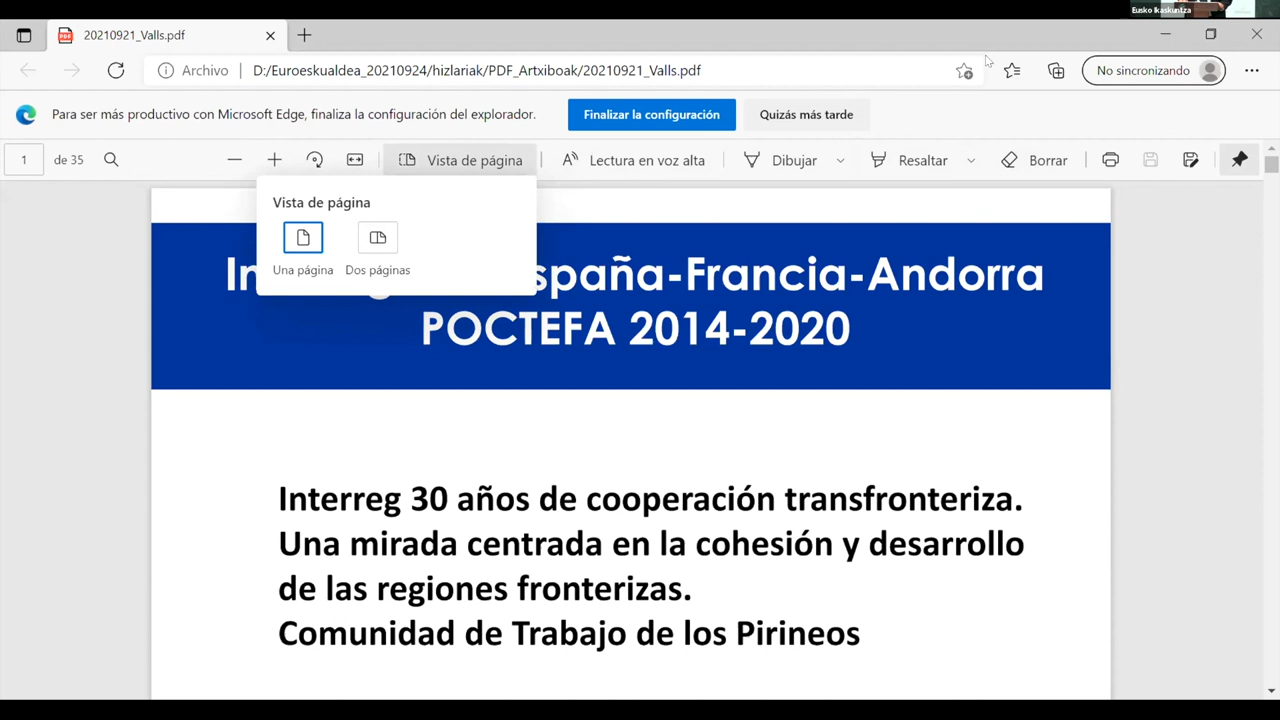 Eusko Ikaskuntza
20210921_Valls.pdf
Archivo
D:/Euroeskualdea_20210924/hizlariak/PDF_Artxiboak/20210921_Valls.pdf
No sincronizando
Para ser más productivo con Microsoft Edge, finaliza la configuración del explorador.
Finalizar la configuración
Quizás más tarde
1 de 35
Vista de página
Lectura en voz alta
Dibujar
Resaltar
Borrar
Vista de página
Una página
Dos páginas
spaña-Francia-Andorra
POCTEFA 2014-2020
Interreg 30 años de cooperación transfronteriza.
Una mirada centrada en la cohesión y desarrollo
de las regiones fronterizas.
Comunidad de Trabajo de los Pirineos